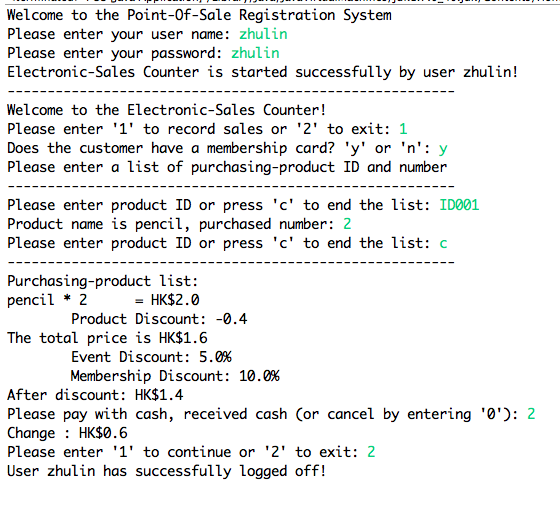 Welcome to the Point-Of-Sale Registration System
Please enter your user name: zhulin
Please enter your password: zhulin
Electronic-Sales Counter is started successfully by user zhulin!
--------------------------------------------------------
Welcome to the Electronic-Sales Counter!
Please enter '1' to record sales or '2' to exit: 1
Does the customer have a membership card? 'y' or 'n': y
Please enter a list of purchasing-product ID and number
--------------------------------------------------------
Please enter product ID or press 'c' to end the list: ID001
Product name is pencil, purchased number: 2
Please enter product ID or press 'c' to end the list: c
--------------------------------------------------------
Purchasing-product list:
pencil * 2      = HK$2.0
        Product Discount: -0.4
The total price is HK$1.6
        Event Discount: 5.0%
        Membership Discount: 10.0%
After discount: HK$1.4
Please pay with cash, received cash (or cancel by entering '0'): 2
Change : HK$0.6
Please enter '1' to continue or '2' to exit: 2
User zhulin has successfully logged off!